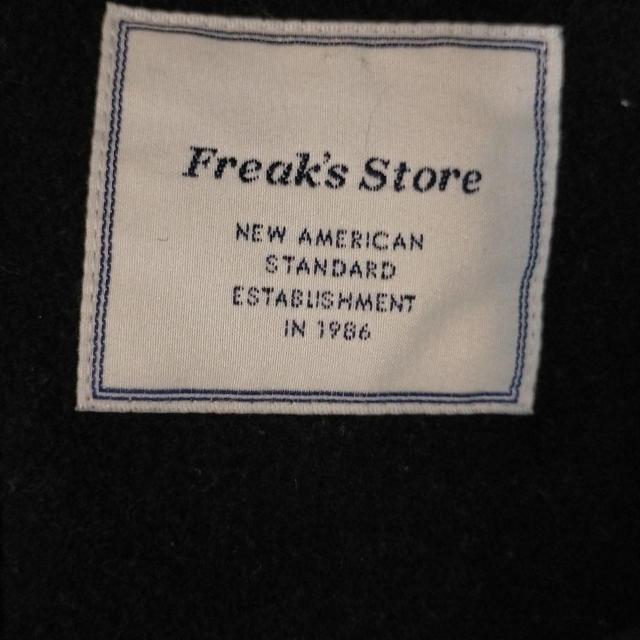 Freak's Store
NEW AMERICAN
STANDARD
ESTABLISHMENT
IN 1986